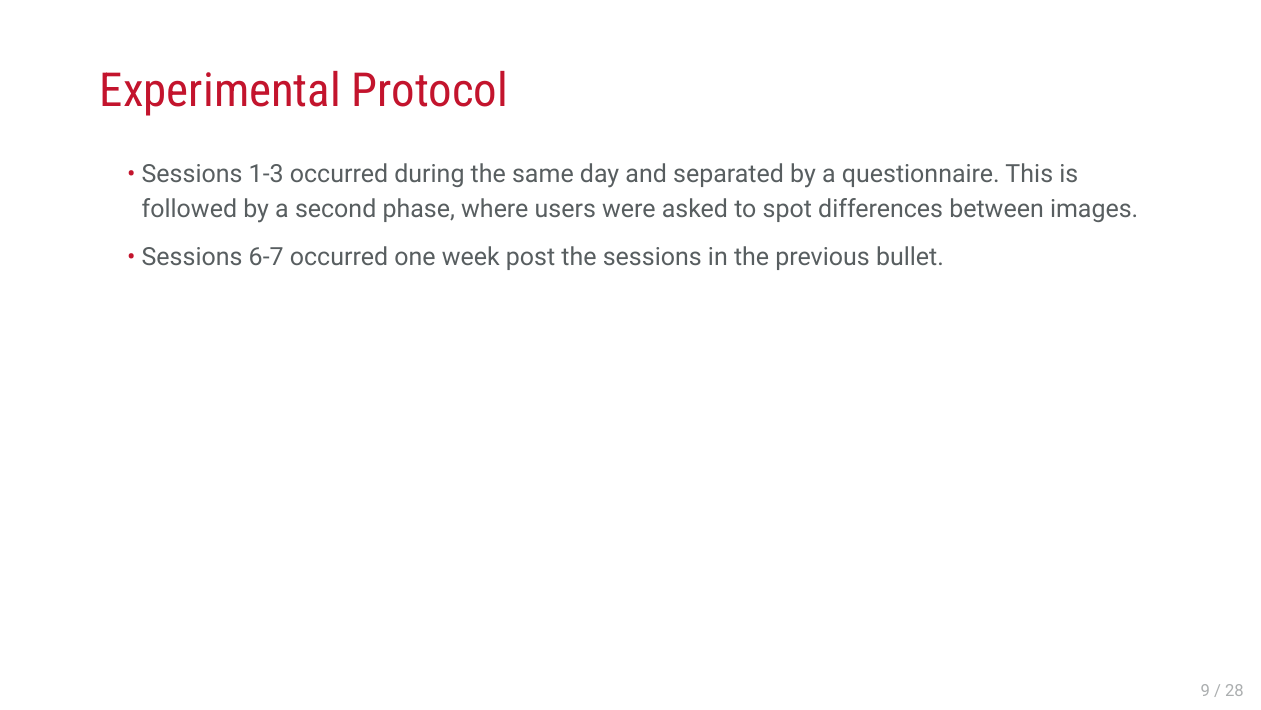 Experimental Protocol
• Sessions 1-3 occurred during the same day and separated by a questionnaire. This is
followed by a second phase, where users were asked to spot differences between images.
• Sessions 6-7 occurred one week post the sessions in the previous bullet.
9 / 28